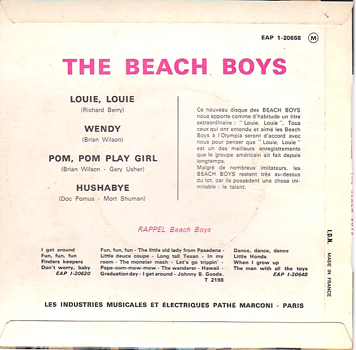 EAP 1-20658 M
THE BEACH BOYS
LOUIE, LOUIE
(Richard Berry)
WENDY
(Brian Wilson)
POM, POM PLAY GIRL
(Brian Wilson - Gary Usher)
HUSHABYE
(Doc Pomus - Mort Shuman)
Ce nouveau disque des BEACH BOYS
nous apporte comme d'habitude un titre
extraordinaire : " Louie, Louie ". Tous
ceux qui ont entendu et aimé les Beach
Boys à l'Olympia seront d'accord avec
nous pour penser que " Louie, Louie "
est un des meilleurs enregistrements
que le groupe américain ait fait depuis
longtemps.
Malgré de nombreux imitateurs, les
BEACH BOYS restent très au-dessus
du lot, car ils possèdent une chose ini-
mitable : le talent.
RAPPEL Beach Boys
I get around
Fun, fun, fun
Finders keepers
Don't worry, baby
EAP 1-20620
Fun, fun, fun - The little old lady from Pasadena -
Little deuce coupe - Long tall Texan - In my
room - The monster mash - Let's go trippin' -
Papa-oom-mow-mow - The wanderer - Hawaii -
Graduation day - I get around - Johnny B. Goode.
T 2198
Dance, dance, dance
Little Honda
When I grow up
The man with all the toys
EAP 1-20648
LES INDUSTRIES MUSICALES ET ÉLECTRIQUES PATHÉ MARCONI - PARIS
I.D.N. MADE IN FRANCE